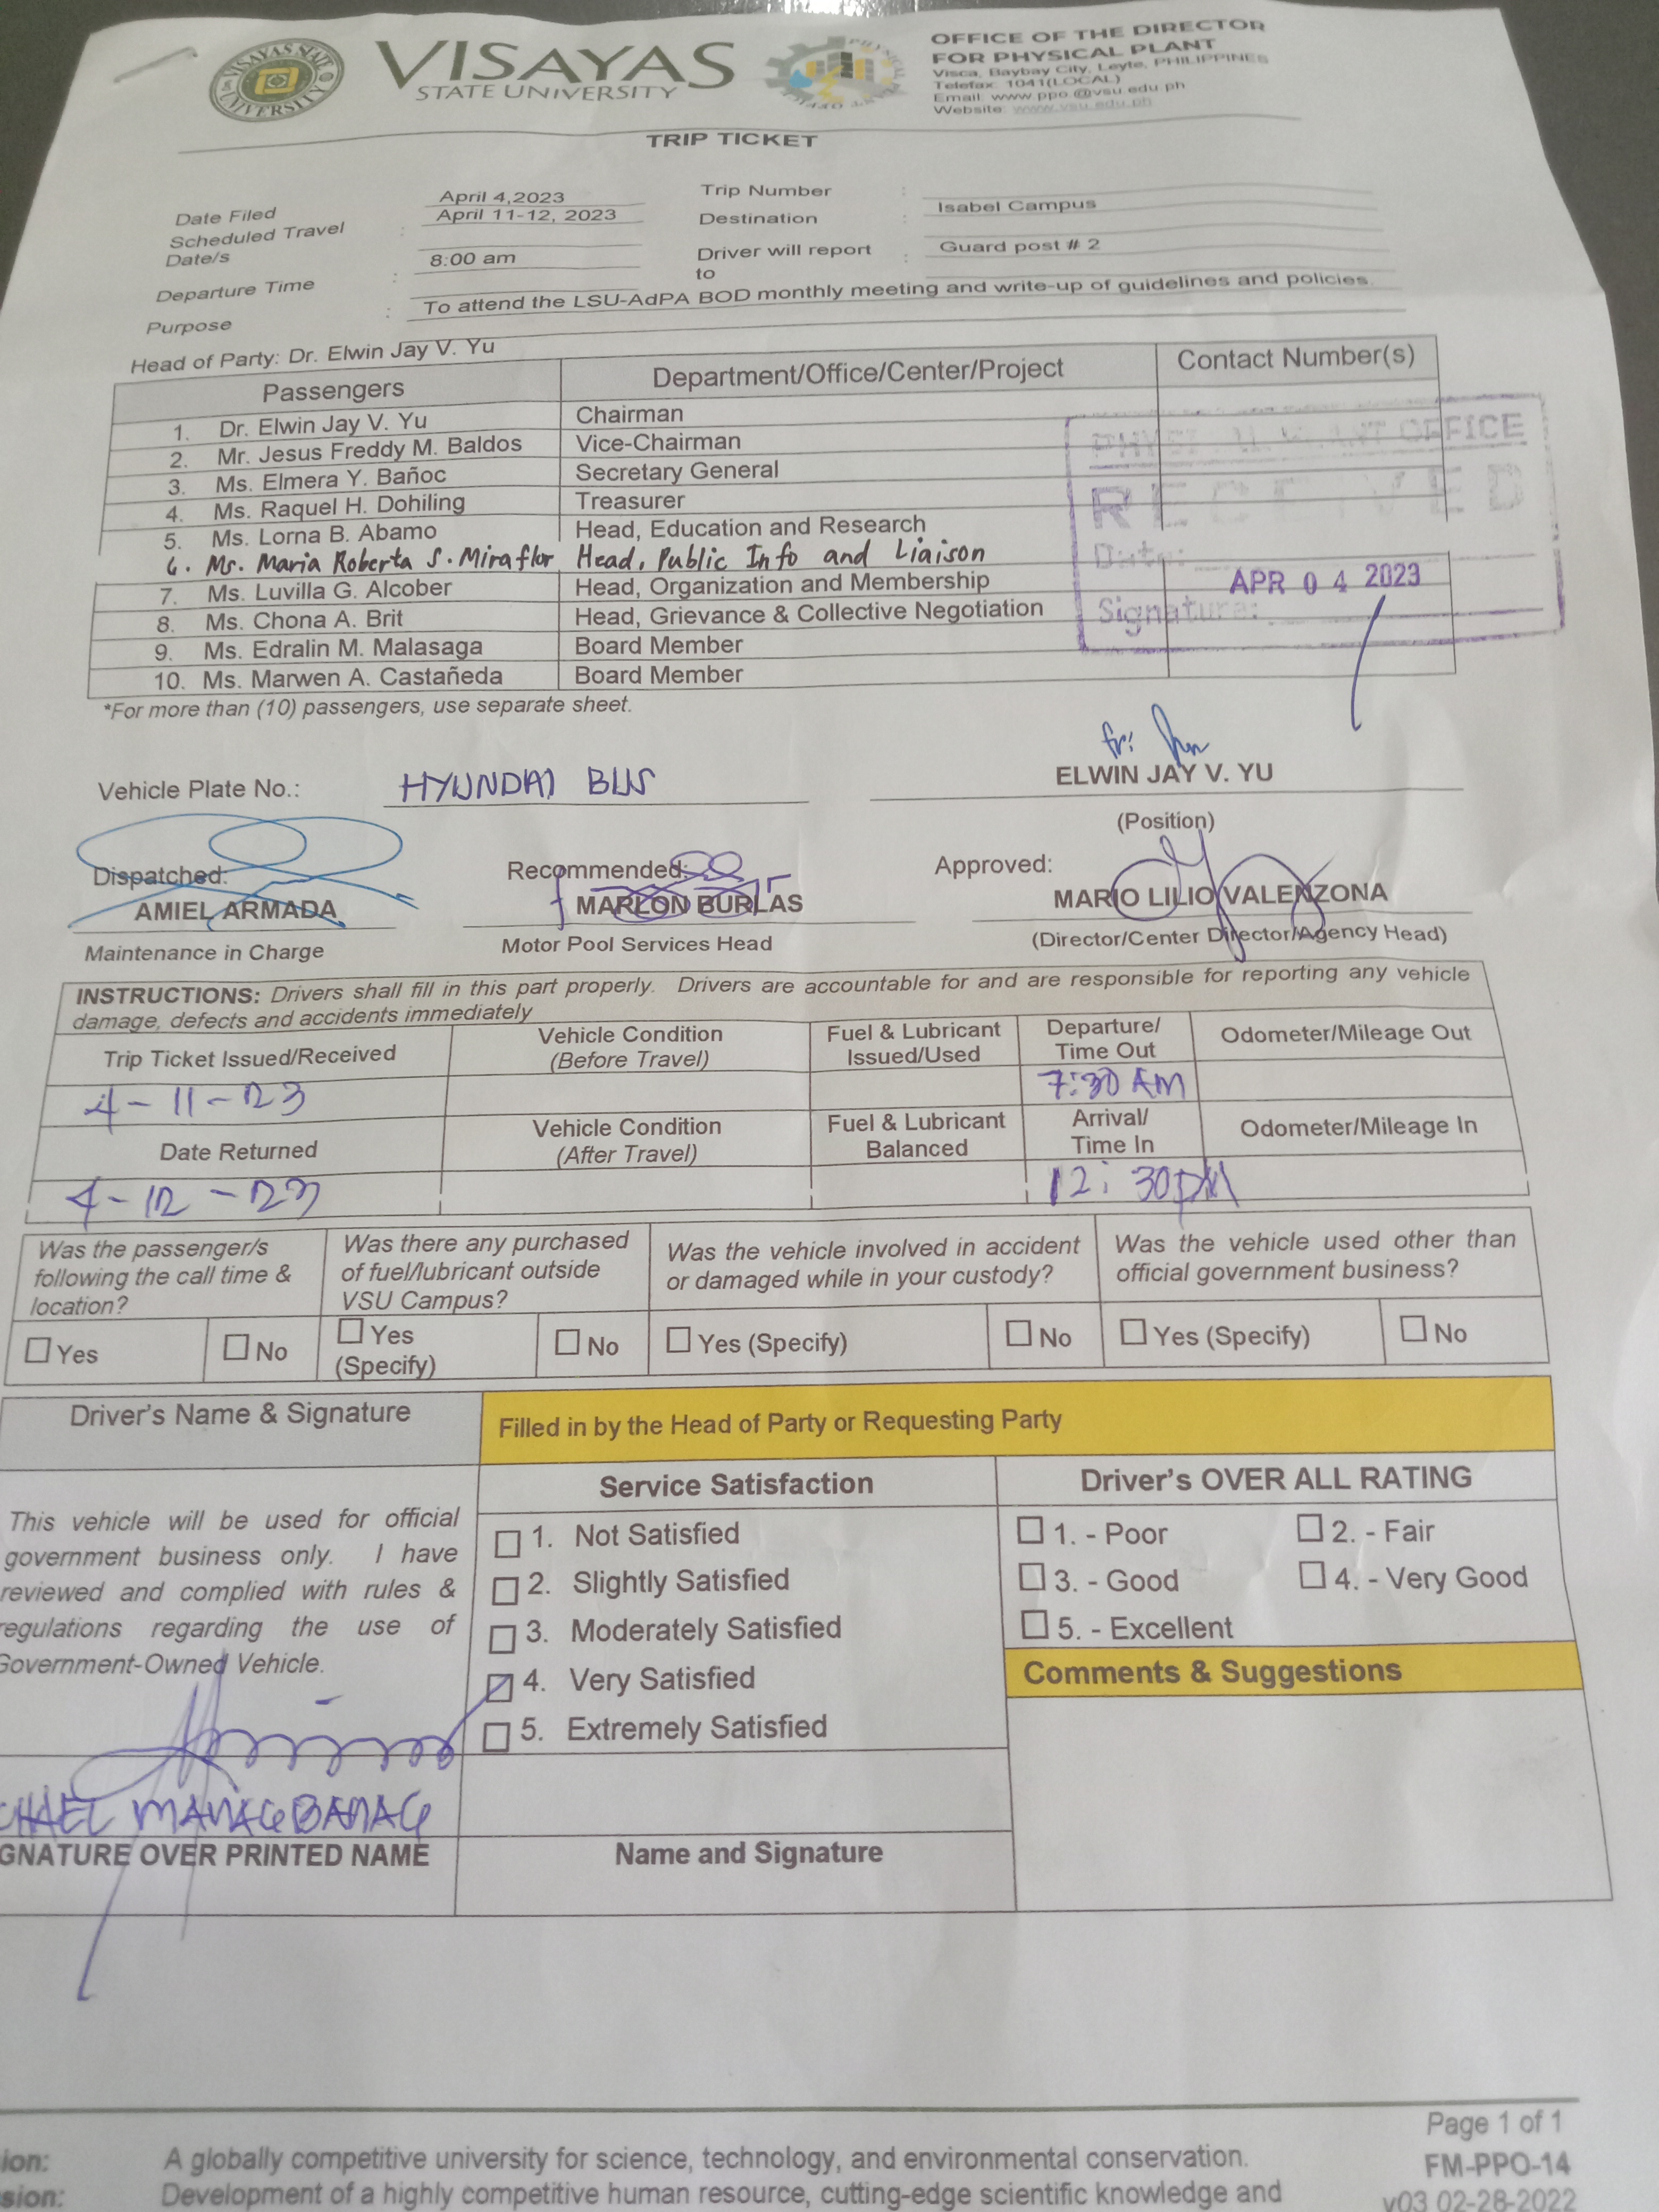 VISAYAS STATE UNIVERSITY
VISAYAS
STATE UNIVERSITY
OFFICE OF THE DIRECTOR
FOR PHYSICAL PLANT
Visca, Baybay City, Leyte, PHILIPPINES
Telefax: 1041(LOCAL)
Email: www.ppo @vsu.edu.ph
Website: www.vsu.edu.ph
TRIP TICKET
Date Filed April 4,2023 Trip Number :
Scheduled Travel Date/s : April 11-12, 2023 Destination : Isabel Campus
Departure Time : 8:00 am Driver will report to : Guard post # 2
Purpose : To attend the LSU-AdPA BOD monthly meeting and write-up of guidelines and policies.
Head of Party: Dr. Elwin Jay V. Yu
Passengers Department/Office/Center/Project Contact Number(s)
1. Dr. Elwin Jay V. Yu Chairman
2. Mr. Jesus Freddy M. Baldos Vice-Chairman
3. Ms. Elmera Y. Bañoc Secretary General
4. Ms. Raquel H. Dohiling Treasurer
5. Ms. Lorna B. Abamo Head, Education and Research
6. Ms. Maria Roberta S. Miraflor Head, Public Info and Liaison
7. Ms. Luvilla G. Alcober Head, Organization and Membership
8. Ms. Chona A. Brit Head, Grievance & Collective Negotiation
9. Ms. Edralin M. Malasaga Board Member
10. Ms. Marwen A. Castañeda Board Member
PHYSICAL PLANT OFFICE
RECEIVED
Date:
APR 04 2023
Signature:
*For more than (10) passengers, use separate sheet.
Vehicle Plate No.: HYUNDAI BUS
ELWIN JAY V. YU
(Position)
Dispatched: Recommended: Approved:
AMIEL ARMADA MARLON BURLAS MARIO LILIO VALENZONA
Maintenance in Charge Motor Pool Services Head (Director/Center Director/Agency Head)
INSTRUCTIONS: Drivers shall fill in this part properly. Drivers are accountable for and are responsible for reporting any vehicle
damage, defects and accidents immediately
Trip Ticket Issued/Received Vehicle Condition (Before Travel) Fuel & Lubricant Issued/Used Departure/ Time Out Odometer/Mileage Out
4-11-23 7:30 AM
Date Returned Vehicle Condition (After Travel) Fuel & Lubricant Balanced Arrival/ Time In Odometer/Mileage In
4-12-23 12:30PM
Was the passenger/s following the call time & location? Was there any purchased of fuel/lubricant outside VSU Campus? Was the vehicle involved in accident or damaged while in your custody? Was the vehicle used other than official government business?
Yes No Yes (Specify) No Yes (Specify) No Yes (Specify) No
Driver's Name & Signature Filled in by the Head of Party or Requesting Party
Service Satisfaction Driver's OVER ALL RATING
This vehicle will be used for official
government business only. I have
reviewed and complied with rules &
regulations regarding the use of
Government-Owned Vehicle.
1. Not Satisfied
2. Slightly Satisfied
3. Moderately Satisfied
4. Very Satisfied
5. Extremely Satisfied
1. - Poor 2. - Fair
3. - Good 4. - Very Good
5. - Excellent
Comments & Suggestions
CHAEL MANAGBANAG
GNATURE OVER PRINTED NAME Name and Signature
Page 1 of 1
ion: A globally competitive university for science, technology, and environmental conservation.
FM-PPO-14
sion: Development of a highly competitive human resource, cutting-edge scientific knowledge and
v03 02-28-2022